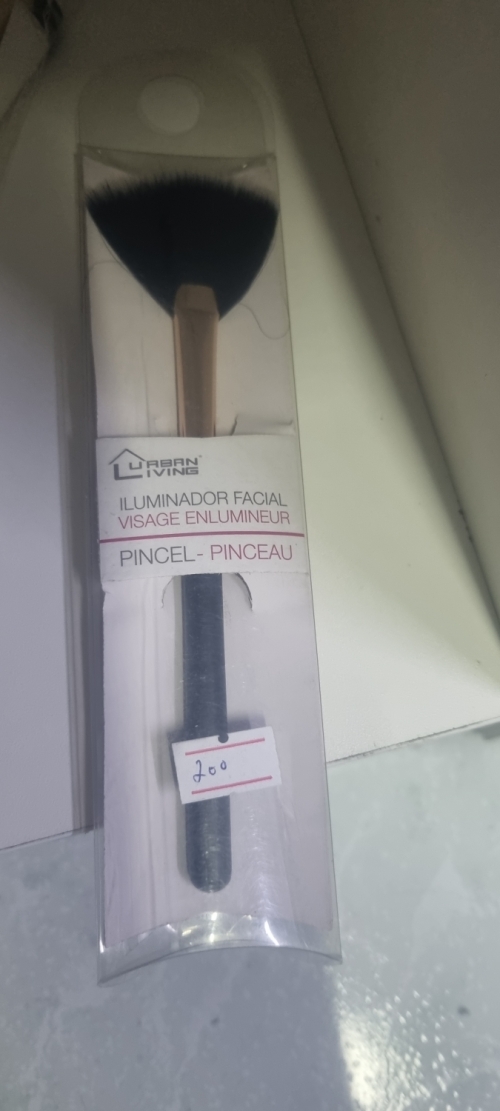 URBAN
LIVING
ILUMINADOR FACIAL
VISAGE ENLUMINEUR
PINCEL- PINCEAU
200